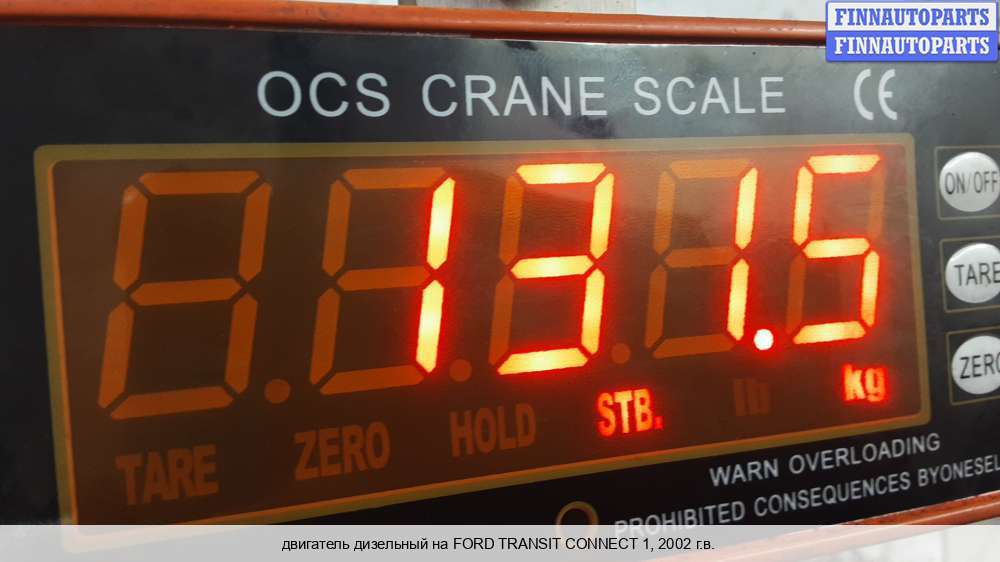 FINNAUTOPARTS
FINNAUTOPARTS
OCS CRANE SCALE CE
131.5
ON/OFF
TARE
ZERO
TARE ZERO HOLD STB. lb kg
WARN OVERLOADING
PROHIBITED CONSEQUENCES BYONESEL
двигатель дизельный на FORD TRANSIT CONNECT 1, 2002 г.в.